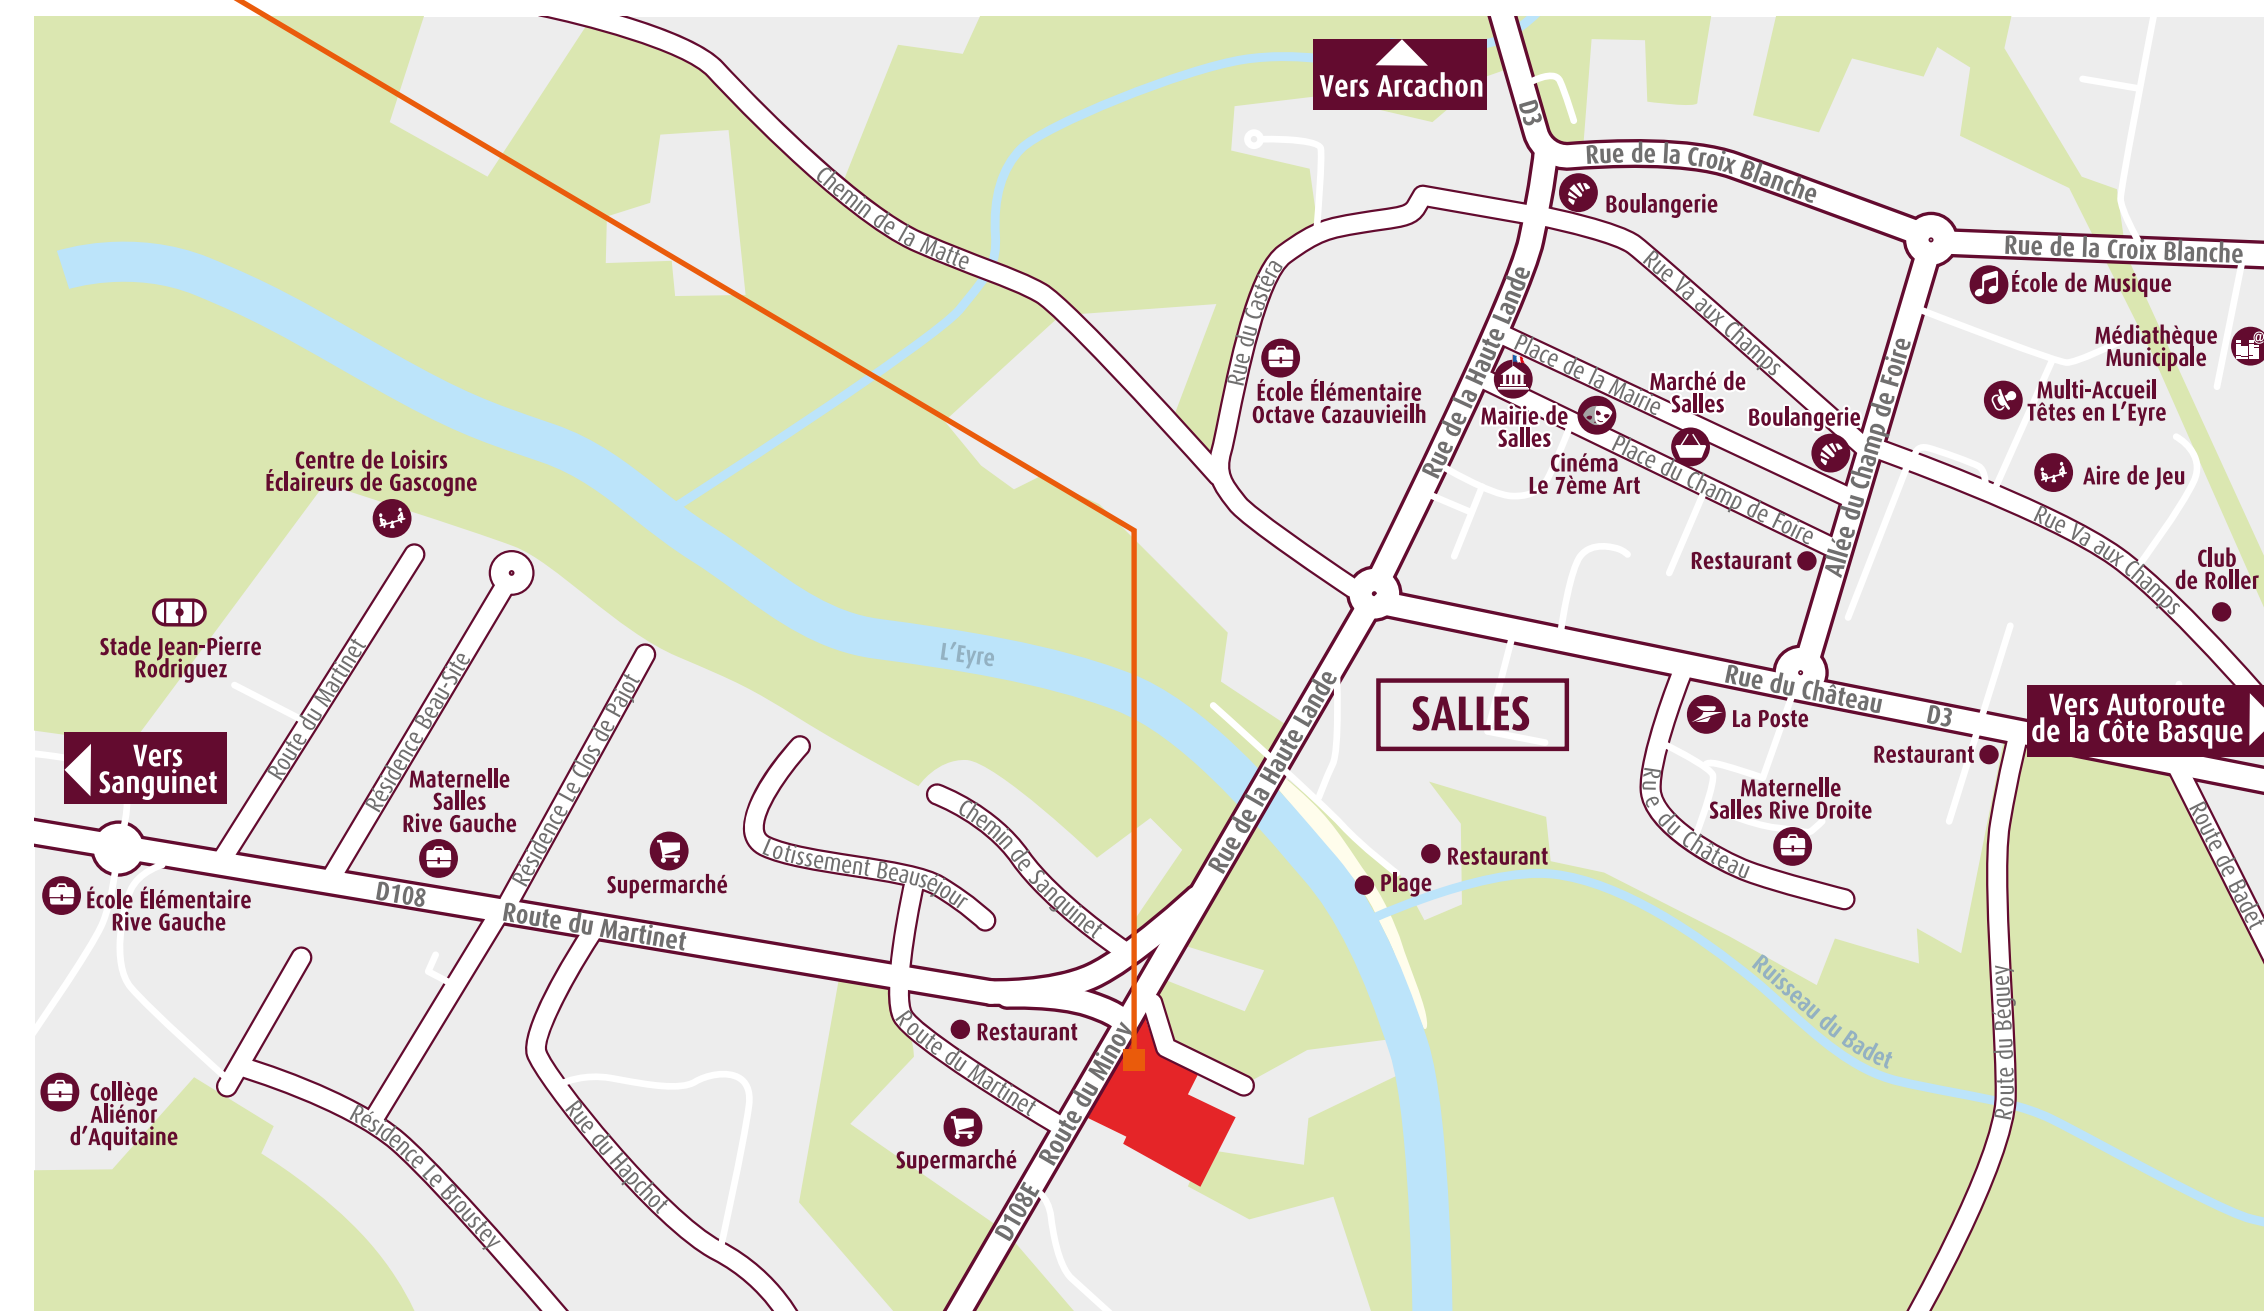 Vers Arcachon
D3
Rue de la Croix Blanche
Boulangerie
Rue de la Croix Blanche
Chemin de la Matte
École de Musique
Rue du Castéra
Rue de la Haute Lande
Rue Va aux Champs
Médiathèque
Municipale
Place de la Mairie
École Élémentaire
Octave Cazauvieilh
Marché de
Salles
Mairie de
Salles
Boulangerie
Allée du Champ de Foire
Multi-Accueil
Têtes en L'Eyre
Cinéma
Le 7ème Art
Place du Champ de Foire
Aire de Jeu
Centre de Loisirs
Éclaireurs de Gascogne
Rue Va aux Champs
Restaurant
Club
de Roller
Stade Jean-Pierre
Rodriguez
Route du Martinet
Résidence Beau-Site
Résidence Le Clos de Pajot
L'Eyre
Rue de la Haute Lande
SALLES
Rue du Château
D3
La Poste
Vers Autoroute
de la Côte Basque
Restaurant
Vers
Sanguinet
Maternelle
Salles
Rive Gauche
Supermarché
Lotissement Beauséjour
Chemin de Sanguinet
Restaurant
Plage
Rue du Château
Maternelle
Salles Rive Droite
Route de Badet
École Élémentaire
Rive Gauche
D108
Route du Martinet
Ruisseau du Badet
Route du Béguey
Restaurant
Route du Martinet
Route du Minoy
D108E
Collège
Aliénor
d'Aquitaine
Résidence Le Broustey
Rue du Hapchot
Supermarché